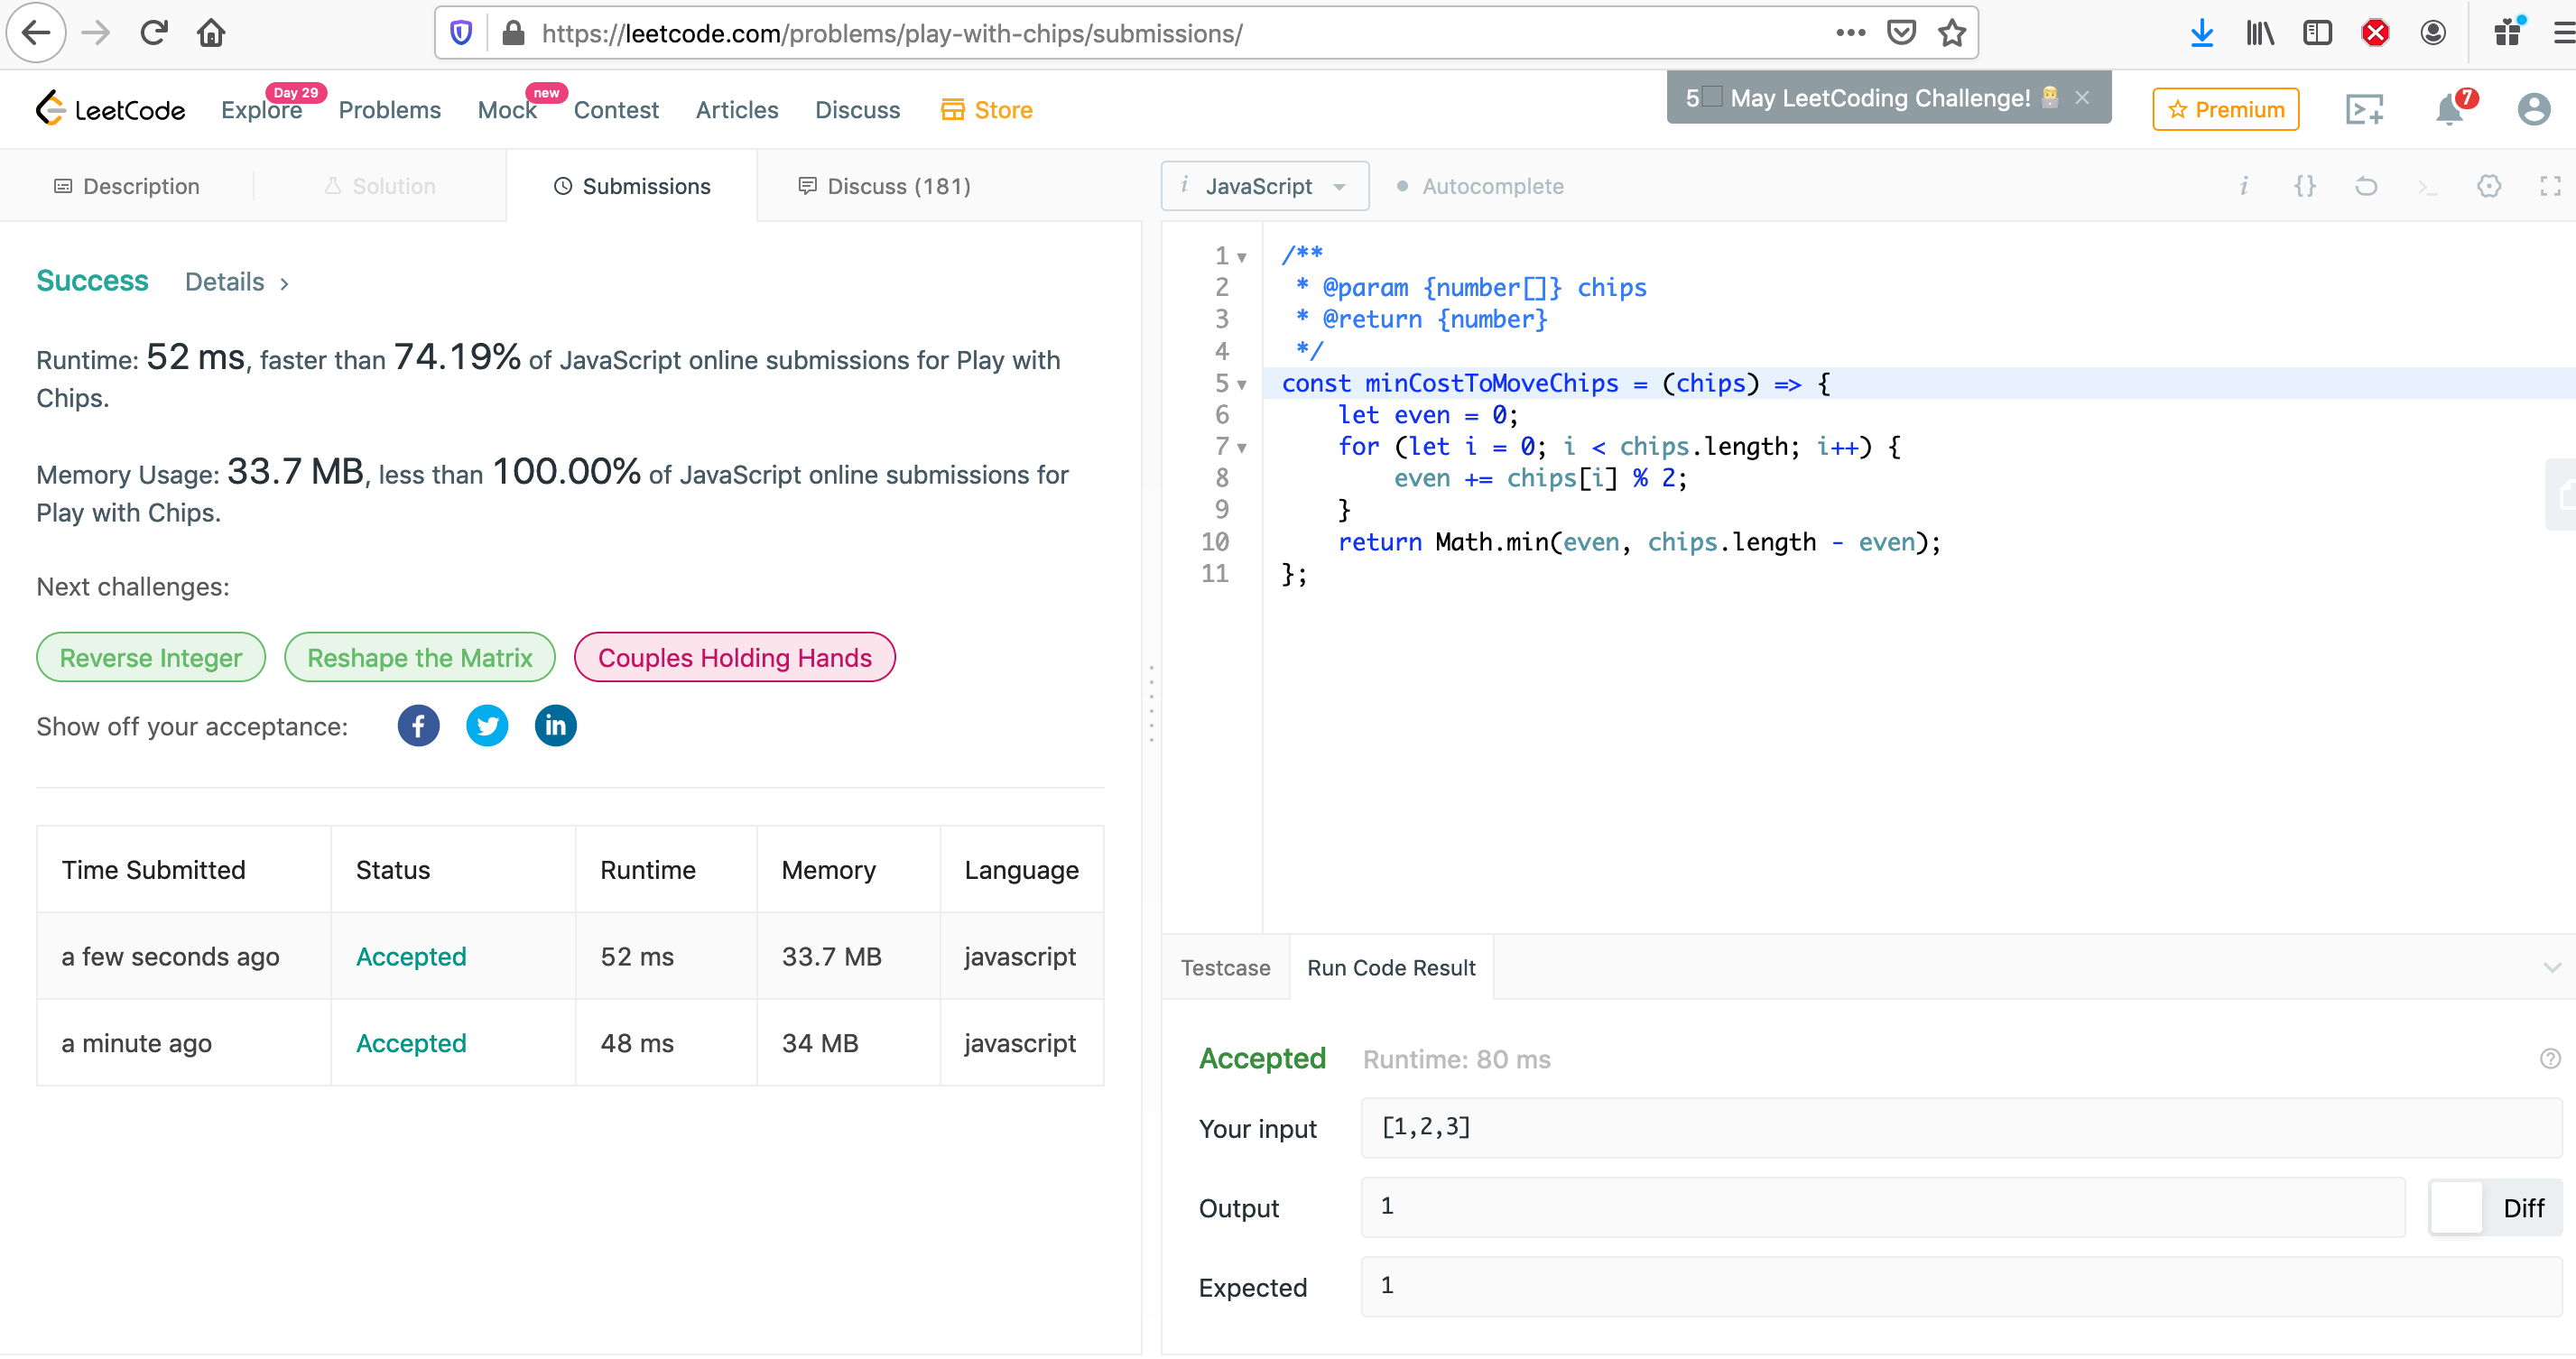 https://leetcode.com/problems/play-with-chips/submissions/
LeetCode
Explore
Day 29
Problems
Mock
new
Contest
Articles
Discuss
Store
5 May LeetCoding Challenge!
Premium
7
Description
Solution
Submissions
Discuss (181)
Success Details
Runtime: 52 ms, faster than 74.19% of JavaScript online submissions for Play with
Chips.
Memory Usage: 33.7 MB, less than 100.00% of JavaScript online submissions for
Play with Chips.
Next challenges:
Reverse Integer Reshape the Matrix Couples Holding Hands
Show off your acceptance:
Time Submitted Status Runtime Memory Language
a few seconds ago Accepted 52 ms 33.7 MB javascript
a minute ago Accepted 48 ms 34 MB javascript
i JavaScript
Autocomplete
1 /**
2  * @param {number[]} chips
3  * @return {number}
4  */
5 const minCostToMoveChips = (chips) => {
6     let even = 0;
7     for (let i = 0; i < chips.length; i++) {
8         even += chips[i] % 2;
9     }
10     return Math.min(even, chips.length - even);
11 };
Testcase Run Code Result
Accepted Runtime: 80 ms
Your input [1,2,3]
Output 1 Diff
Expected 1